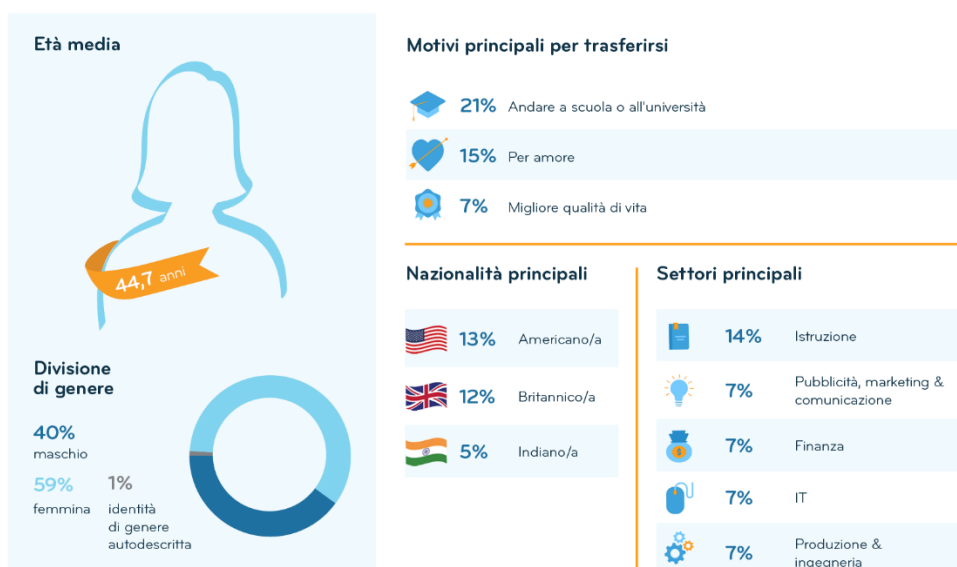 Età media
44,7 anni
Divisione
di genere
40%
maschio
59%
femmina
1%
identità
di genere
autodescritta
Motivi principali per trasferirsi
21% Andare a scuola o all'università
15% Per amore
7% Migliore qualità di vita
Nazionalità principali
13% Americano/a
12% Britannico/a
5% Indiano/a
Settori principali
14% Istruzione
7% Pubblicità, marketing &
comunicazione
7% Finanza
7% IT
7% Produzione &
ingegneria